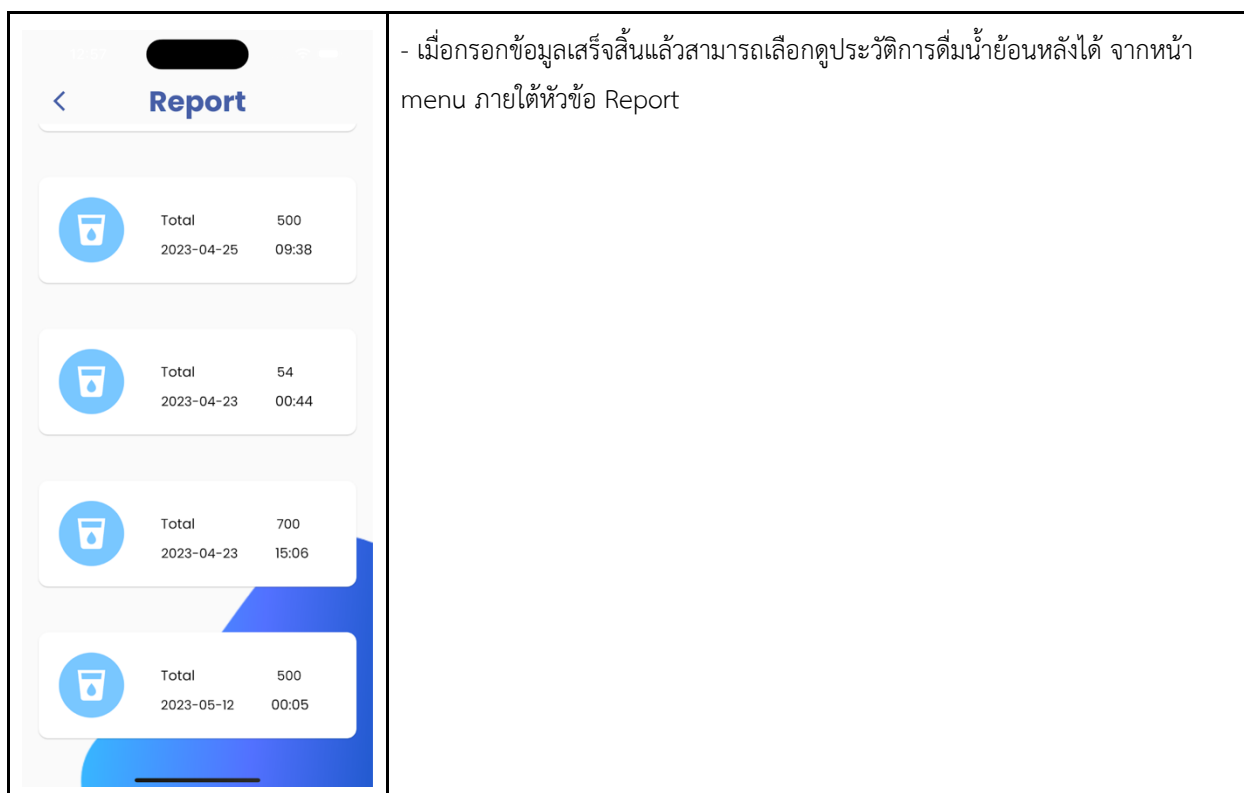 Report
Total 500
2023-04-25 09:38
Total 54
2023-04-23 00:44
Total 700
2023-04-23 15:06
Total 500
2023-05-12 00:05
- เมื่อกรอกข้อมูลเสร็จสิ้นแล้วสามารถเลือกดูประวัติการดื่มน้ำย้อนหลังได้ จากหน้า
menu ภายใต้หัวข้อ Report